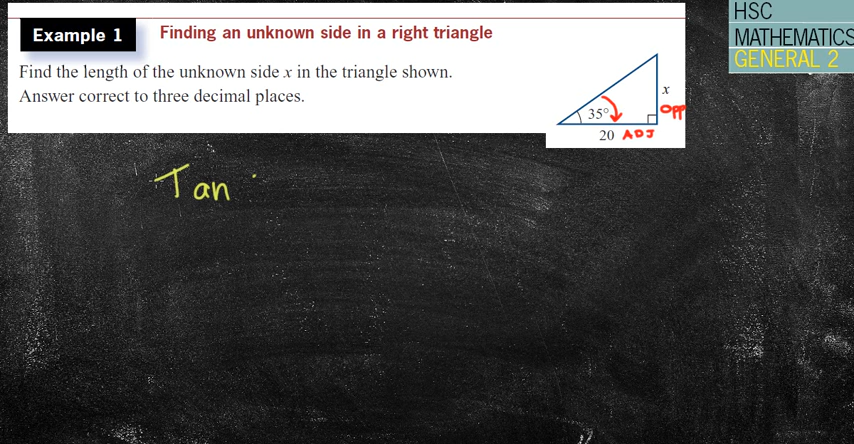 Example 1 Finding an unknown side in a right triangle
Find the length of the unknown side x in the triangle shown.
Answer correct to three decimal places.
x
35°
OPP
20 ADJ
HSC
MATHEMATICS
GENERAL 2
Tan